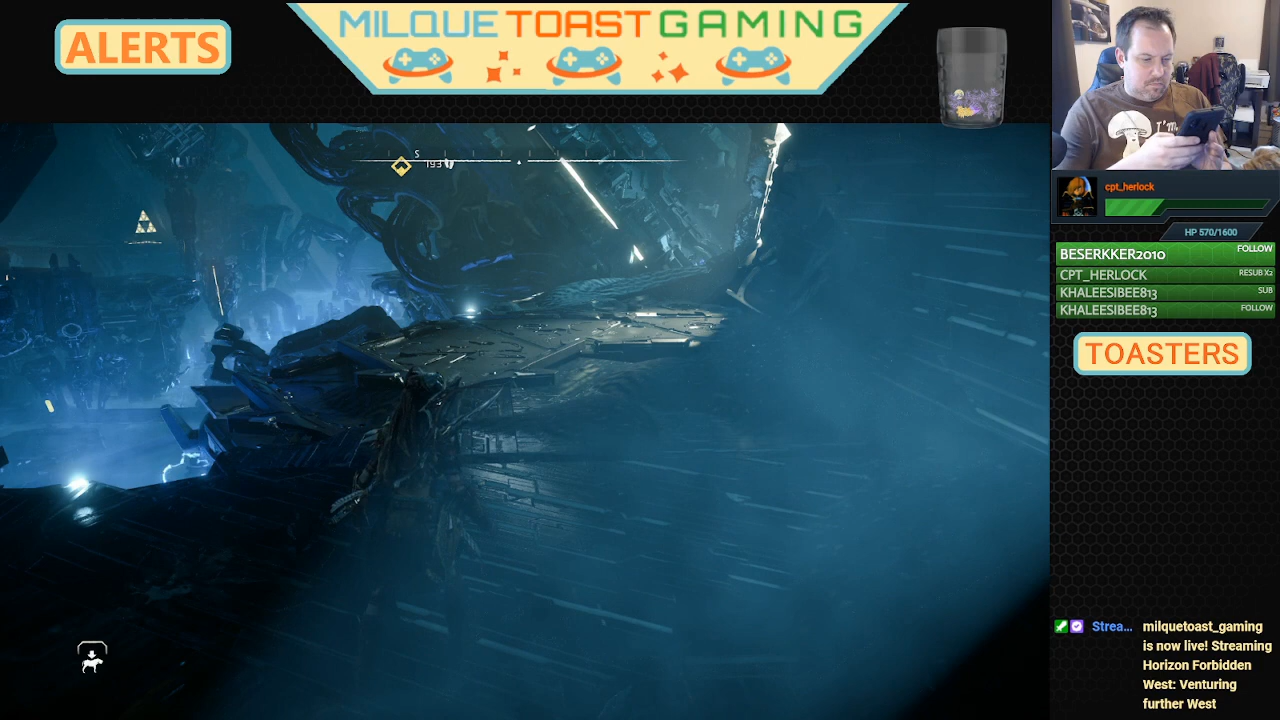 ALERTS
MILQUETOASTGAMING
S
193
I'm
cpt_herlock
HP 570/1600
BESERKKER2010 FOLLOW
CPT_HERLOCK RESUB X2
KHALEESIBEE813 SUB
KHALEESIBEE813 FOLLOW
TOASTERS
Strea... milquetoast_gaming
is now live! Streaming
Horizon Forbidden
West: Venturing
further West